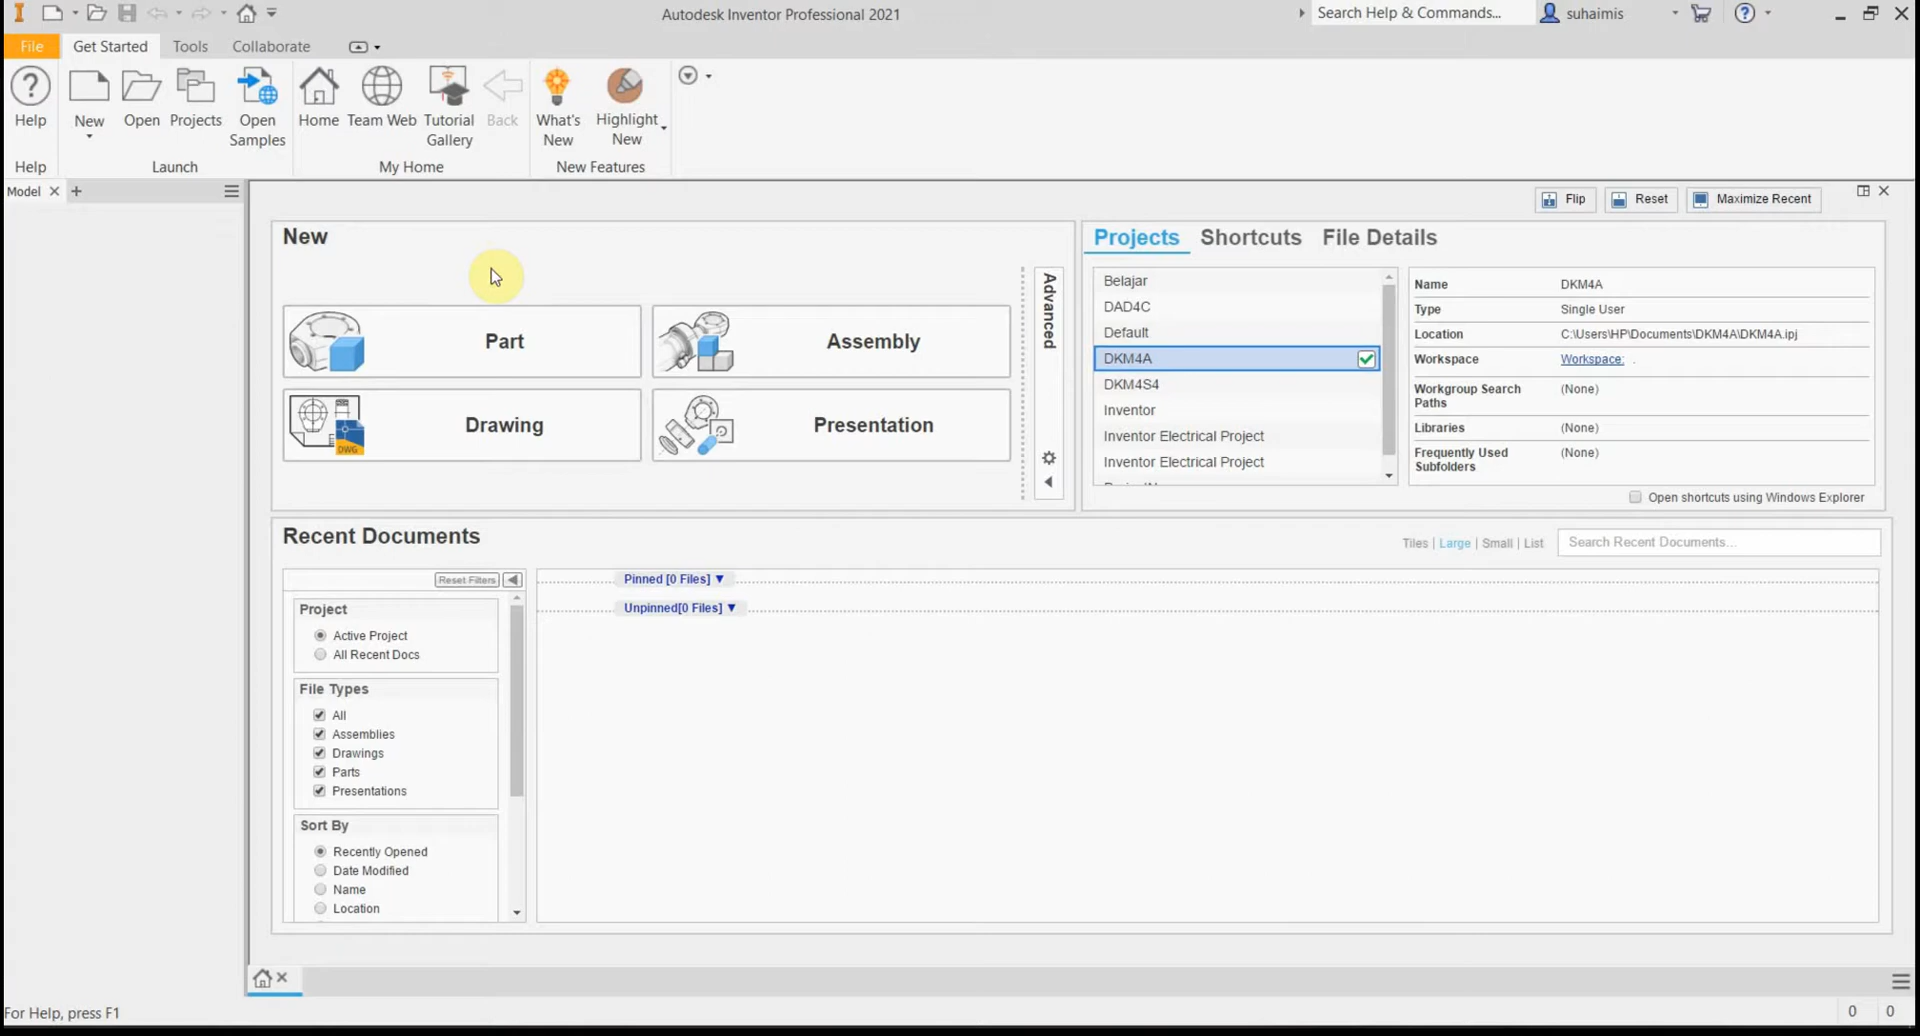 Autodesk Inventor Professional 2021
Search Help & Commands...
suhaimis
File
Get Started
Tools
Collaborate
Help
New
Open
Projects
Open Samples
Home
Team Web
Tutorial Gallery
Back
What's New
Highlight New
Help
Launch
My Home
New Features
Model
Flip
Reset
Maximize Recent
New
Part
Assembly
Drawing
DWG
Presentation
Advanced
Projects
Shortcuts
File Details
Belajar
DAD4C
Default
DKM4A
DKM4S4
Inventor
Inventor Electrical Project
Inventor Electrical Project
Name DKM4A
Type Single User
Location C:\Users\HP\Documents\DKM4A\DKM4A.ipj
Workspace Workspace: .
Workgroup Search Paths (None)
Libraries (None)
Frequently Used Subfolders (None)
Open shortcuts using Windows Explorer
Recent Documents
Tiles | Large | Small | List
Search Recent Documents...
Reset Filters
Project
Active Project
All Recent Docs
File Types
All
Assemblies
Drawings
Parts
Presentations
Sort By
Recently Opened
Date Modified
Name
Location
Pinned [0 Files]
Unpinned[0 Files]
For Help, press F1
0 0